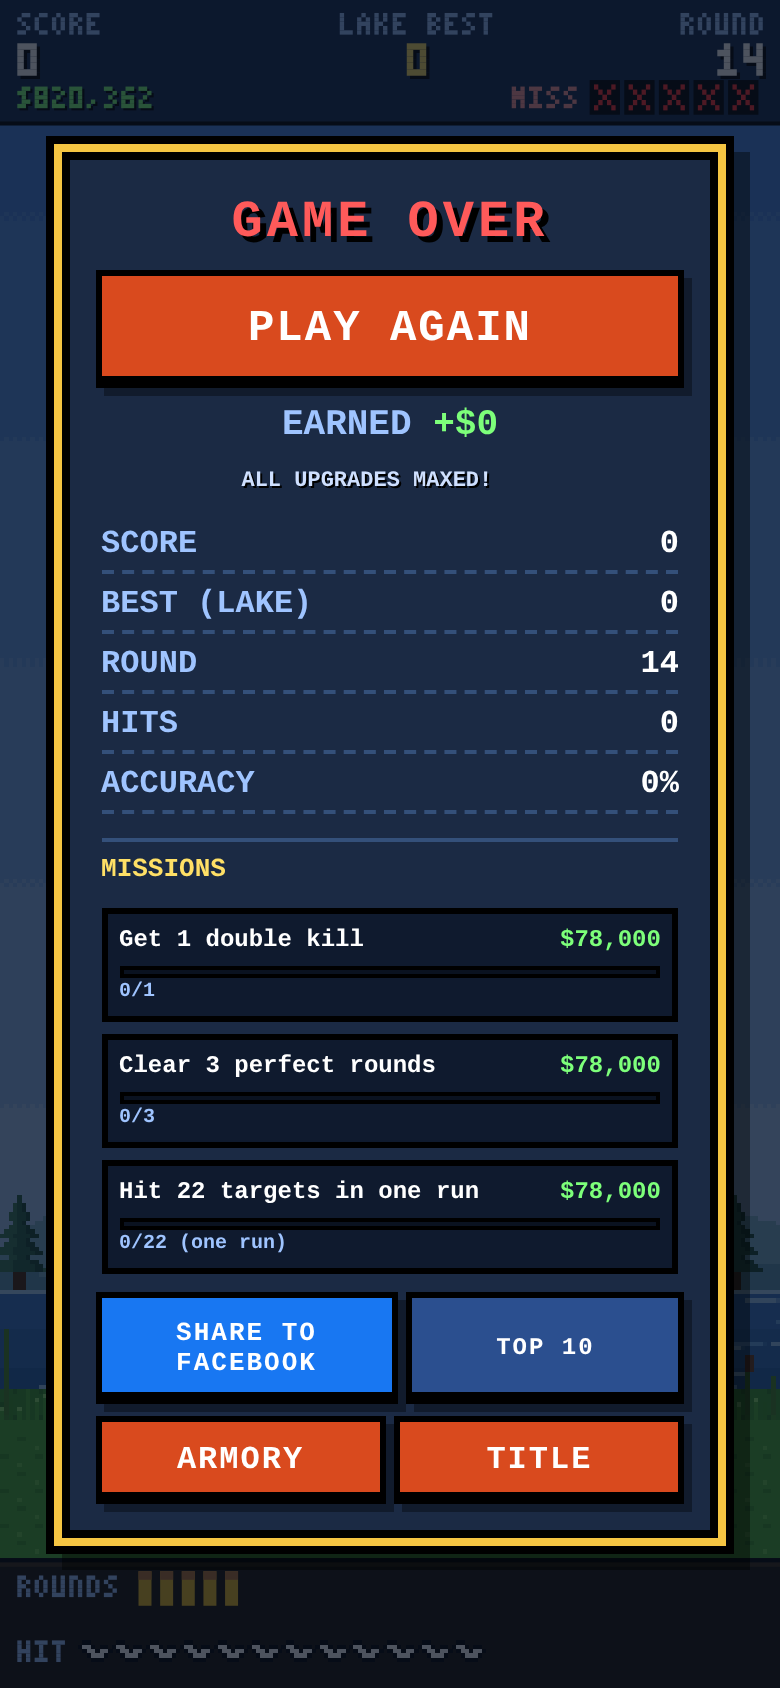 SCORE LAKE BEST ROUND
0 0 14
$820,362 MISS X X X X X
GAME OVER
PLAY AGAIN
EARNED +$0
ALL UPGRADES MAXED!
SCORE 0
BEST (LAKE) 0
ROUND 14
HITS 0
ACCURACY 0%
MISSIONS
Get 1 double kill $78,000
0/1
Clear 3 perfect rounds $78,000
0/3
Hit 22 targets in one run $78,000
0/22 (one run)
SHARE TO
FACEBOOK
TOP 10
ARMORY TITLE
ROUNDS
HIT